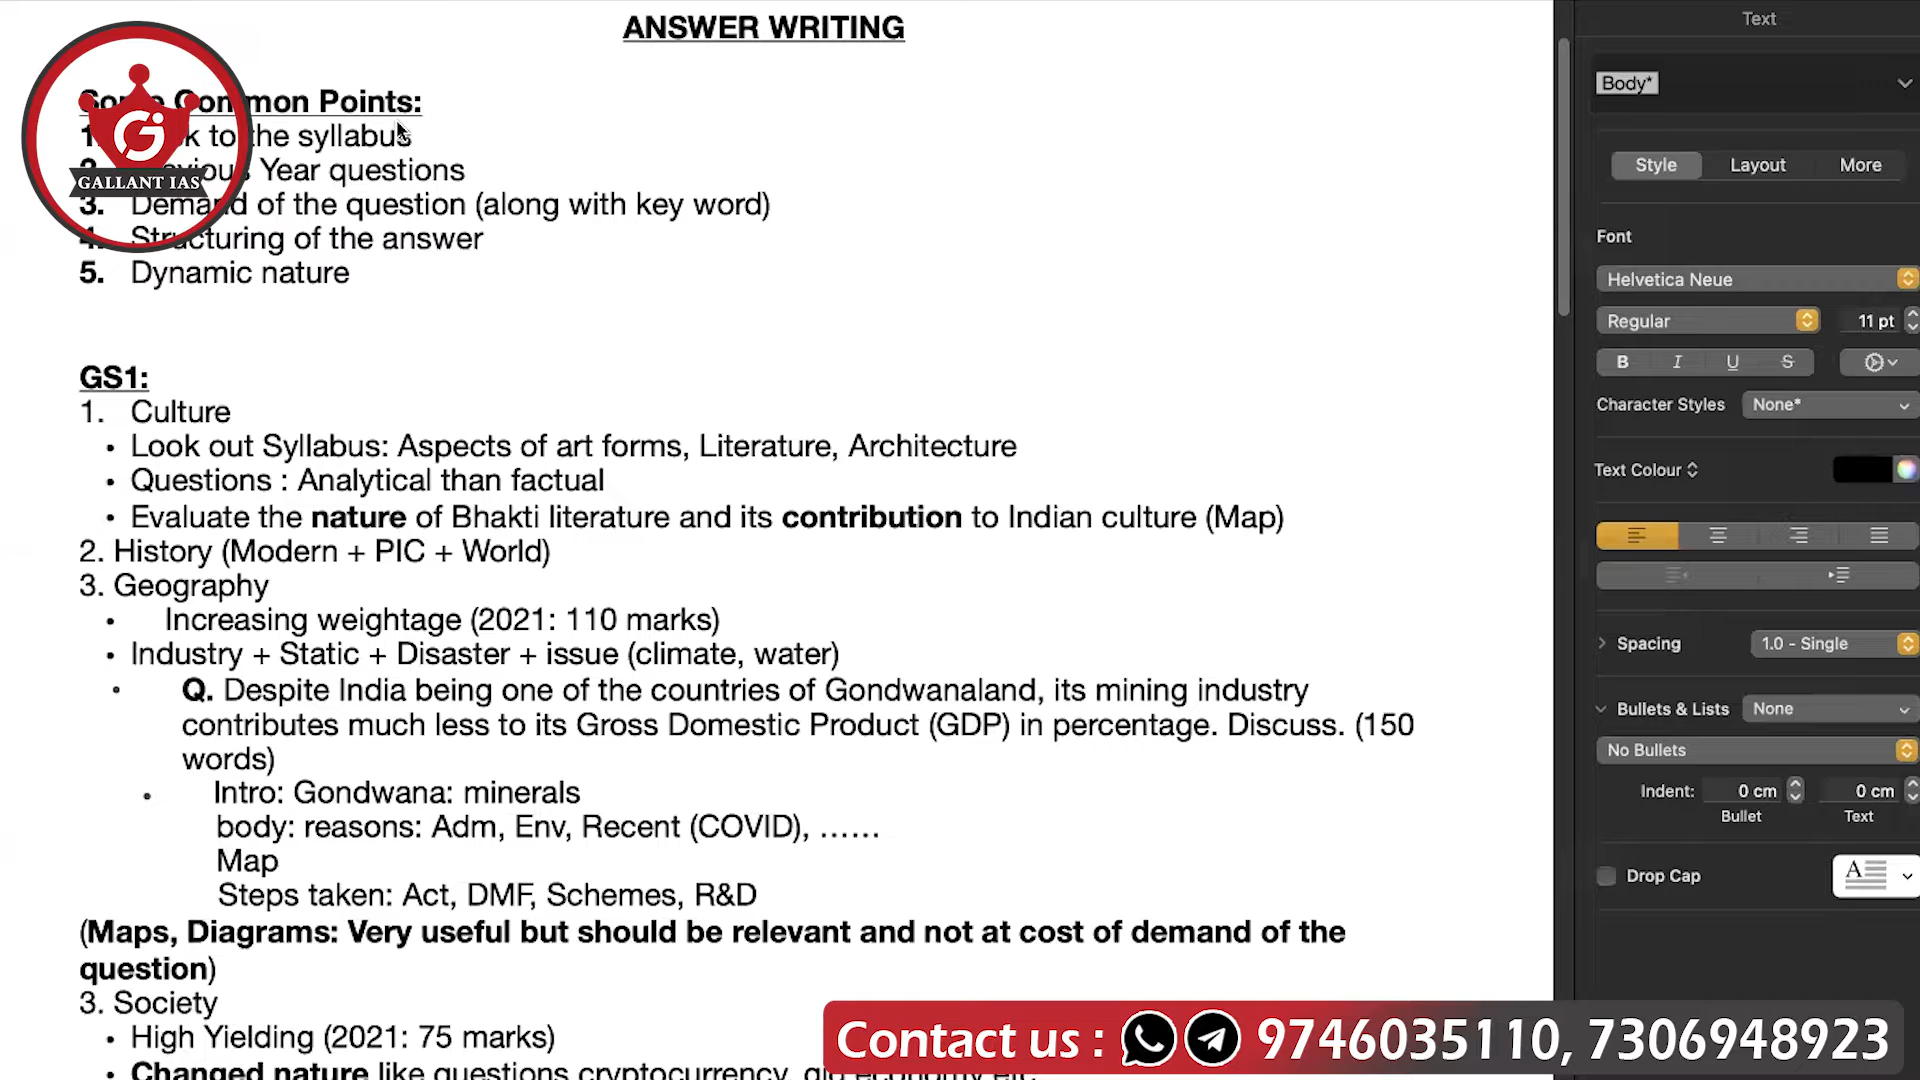 ANSWER WRITING
Some Common Points:
to the syllabus
Year questions
3. Demand of the question (along with key word)
4. Structuring of the answer
5. Dynamic nature
GALLANT IAS
GS1:
1. Culture
• Look out Syllabus: Aspects of art forms, Literature, Architecture
• Questions : Analytical than factual
• Evaluate the nature of Bhakti literature and its contribution to Indian culture (Map)
2. History (Modern + PIC + World)
3. Geography
• Increasing weightage (2021: 110 marks)
• Industry + Static + Disaster + issue (climate, water)
• Q. Despite India being one of the countries of Gondwanaland, its mining industry
contributes much less to its Gross Domestic Product (GDP) in percentage. Discuss. (150
words)
• Intro: Gondwana: minerals
body: reasons: Adm, Env, Recent (COVID), ......
Map
Steps taken: Act, DMF, Schemes, R&D
(Maps, Diagrams: Very useful but should be relevant and not at cost of demand of the
question)
3. Society
• High Yielding (2021: 75 marks)
• Changed nature like questions cryptocurrency, gig economy etc
Contact us : 9746035110, 7306948923
Text
Body*
Style Layout More
Font
Helvetica Neue
Regular 11 pt
B I U S
Character Styles None*
Text Colour
Spacing 1.0 - Single
Bullets & Lists None
No Bullets
Indent: 0 cm 0 cm
Bullet Text
Drop Cap
A